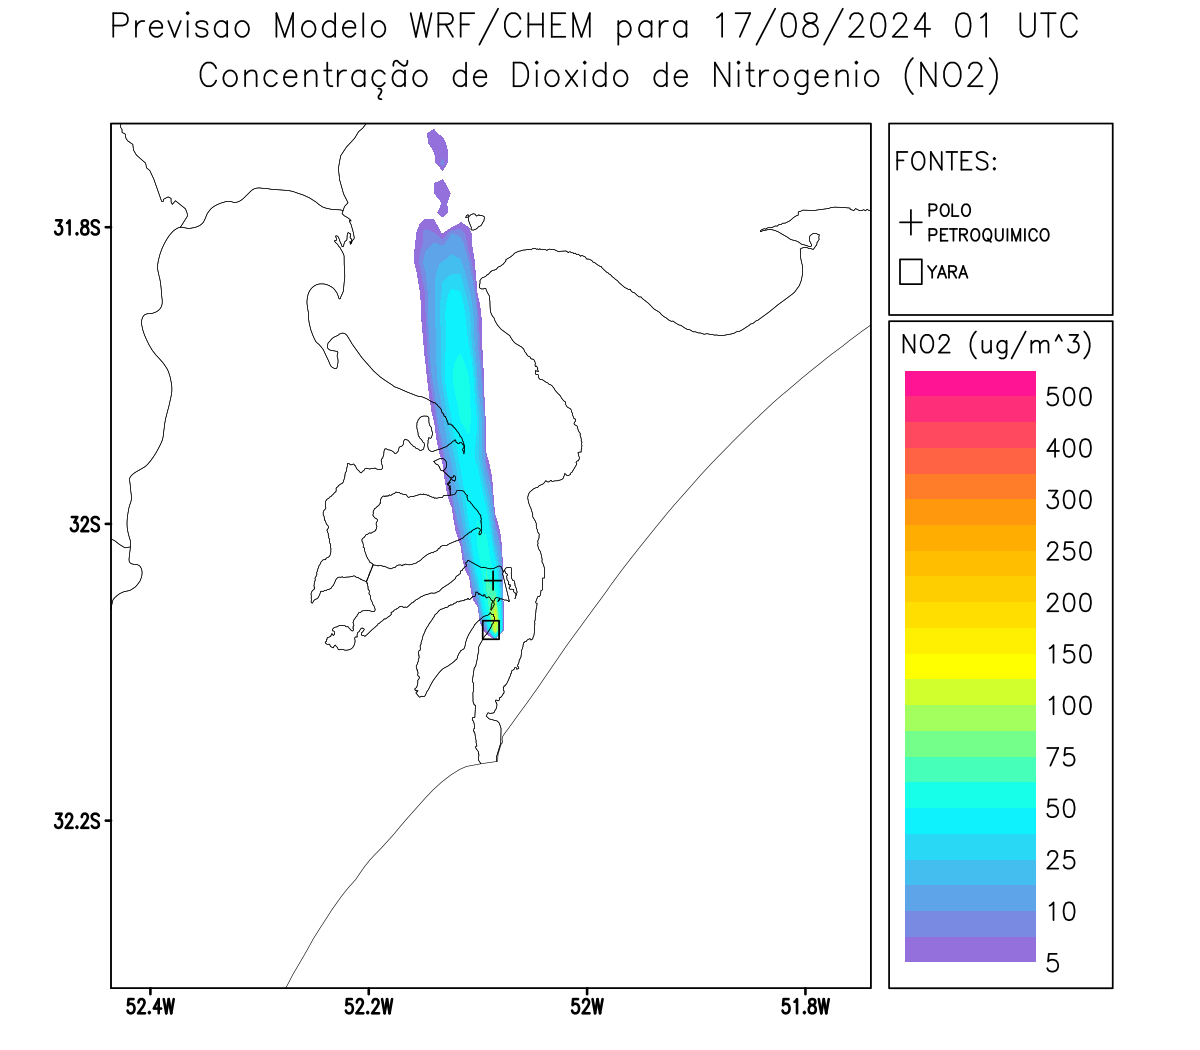 Previsao Modelo WRF/CHEM para 17/08/2024 01 UTC
Concentração de Dioxido de Nitrogenio (NO2)
FONTES:
POLO
PETROQUIMICO
YARA
NO2 (ug/m^3)
500
400
300
250
200
150
100
75
50
25
10
5
31.8S
32S
32.2S
52.4W
52.2W
52W
51.8W